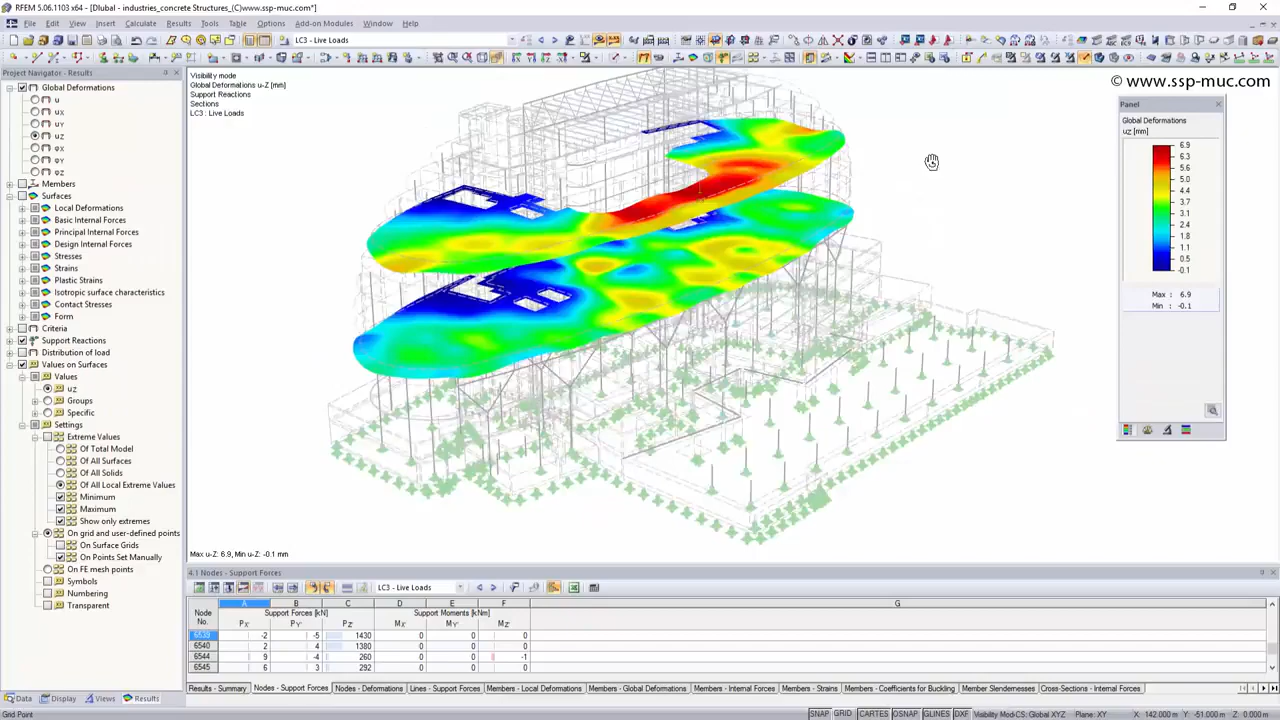 RFEM 5.06.1103 x64 - [Dlubal - industries_concrete Structures_(C)www.ssp-muc.com*]
File Edit View Insert Calculate Results Tools Table Options Add-on Modules Window Help
LC3 - Live Loads
Project Navigator - Results
Global Deformations
u
uX
uY
uZ
φX
φY
φZ
Members
Surfaces
Local Deformations
Basic Internal Forces
Principal Internal Forces
Design Internal Forces
Stresses
Strains
Plastic Strains
Isotropic surface characteristics
Contact Stresses
Form
Criteria
Support Reactions
Distribution of load
Values on Surfaces
Values
uZ
Groups
Specific
Settings
Extreme Values
Of Total Model
Of All Surfaces
Of All Solids
Of All Local Extreme Values
Minimum
Maximum
Show only extremes
On grid and user-defined points
On Surface Grids
On Points Set Manually
On FE mesh points
Symbols
Numbering
Transparent
Data Display Views Results
Visibility mode
Global Deformations u-Z [mm]
Support Reactions
Sections
LC3 : Live Loads
© www.ssp-muc.com
Panel
Global Deformations
uZ [mm]
6.9
6.3
5.6
5.0
4.3
3.7
3.1
2.4
1.8
1.1
0.5
-0.1
Max : 6.9
Min : -0.1
Max u-Z: 6.9, Min u-Z: -0.1 mm
4.1 Nodes - Support Forces
LC3 - Live Loads
A B C D E F G
Node Support Forces [kN] Support Moments [kNm]
No. PX' PY' PZ' MX' MY' MZ'
6530 -2 -5 1430 0 0 0
6540 2 4 1380 0 0 0
6544 9 -4 260 0 0 -1
6545 6 3 292 0 0 0
Results - Summary Nodes - Support Forces Nodes - Deformations Lines - Support Forces Members - Local Deformations Members - Global Deformations Members - Internal Forces Members - Strains Members - Coefficients for Buckling Member Slendernesses Cross-Sections - Internal Forces
Grid Point SNAP GRID CARTES OSNAP GLINES DXF Visibility Mod CS: Global XYZ Plane: XY X: 142.000 m Y: -51.000 m Z: 0.000 m